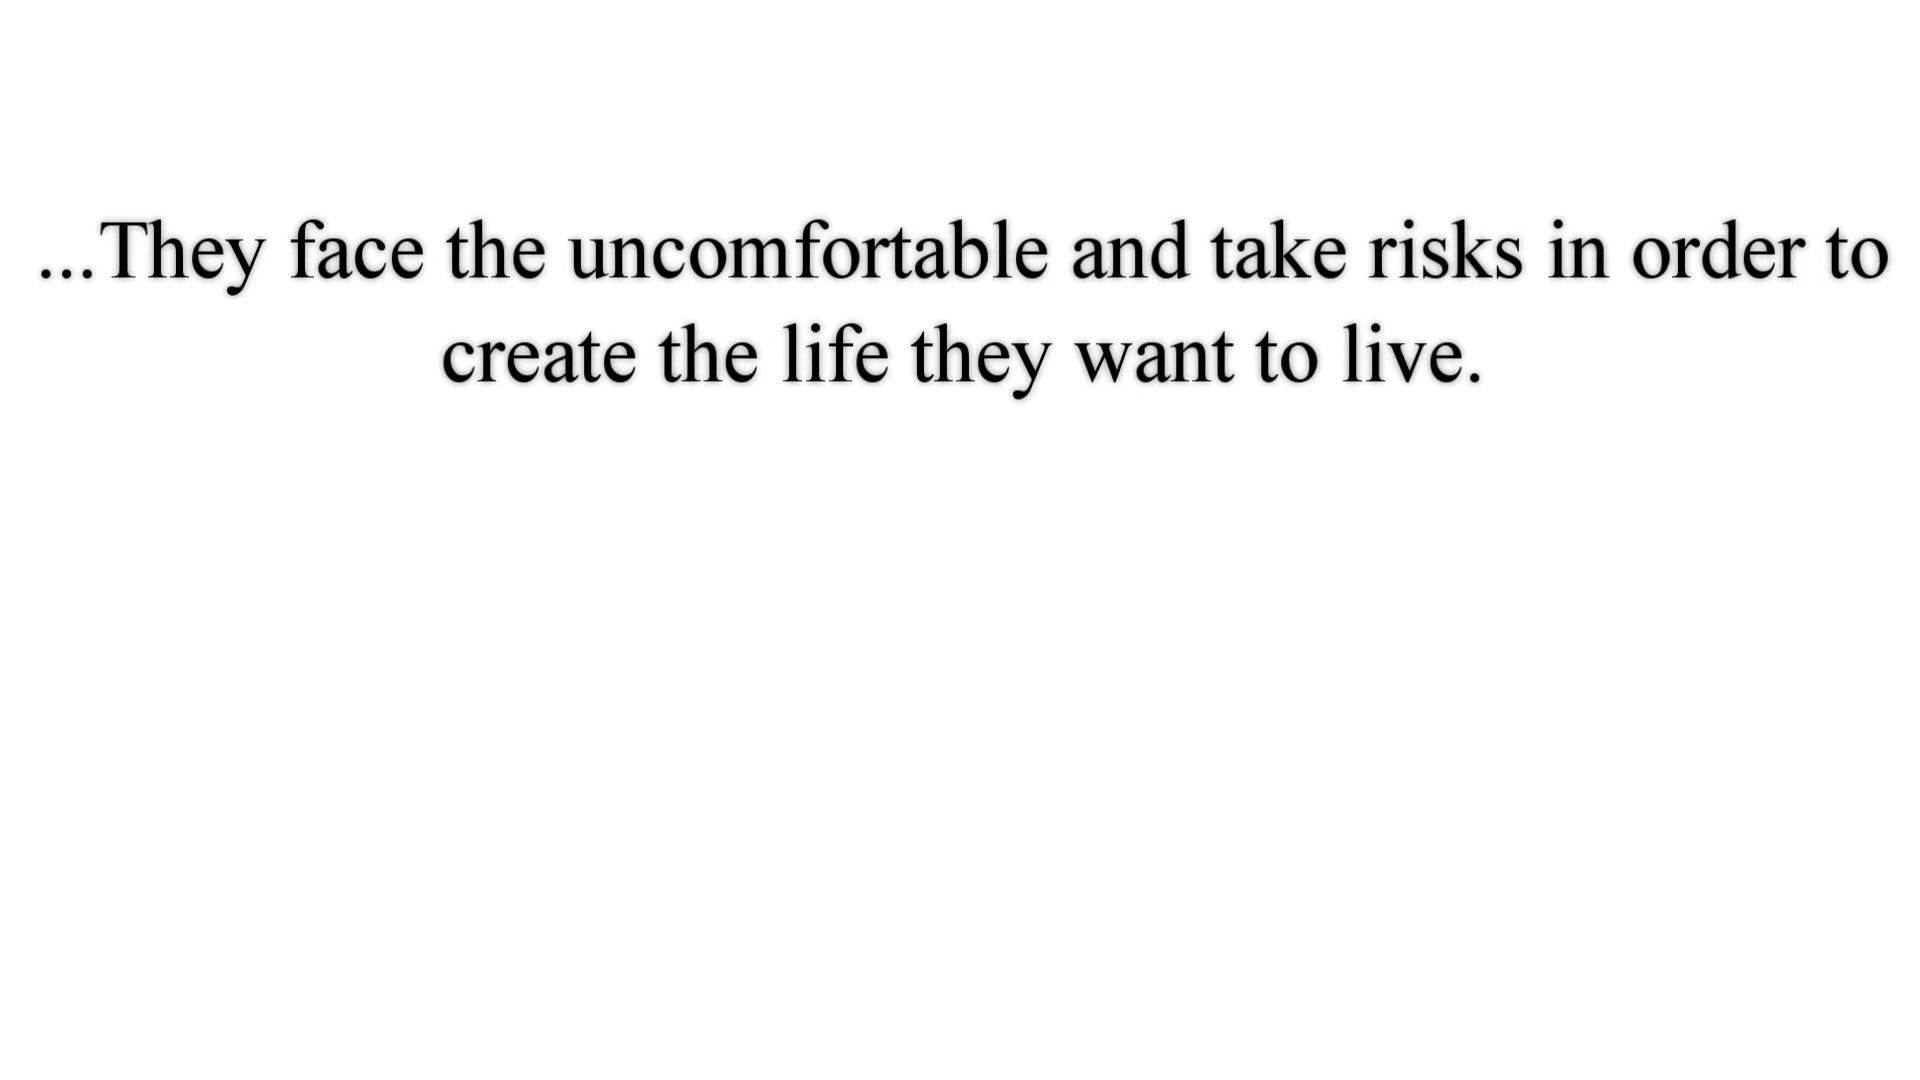 ...They face the uncomfortable and take risks in order to
create the life they want to live.